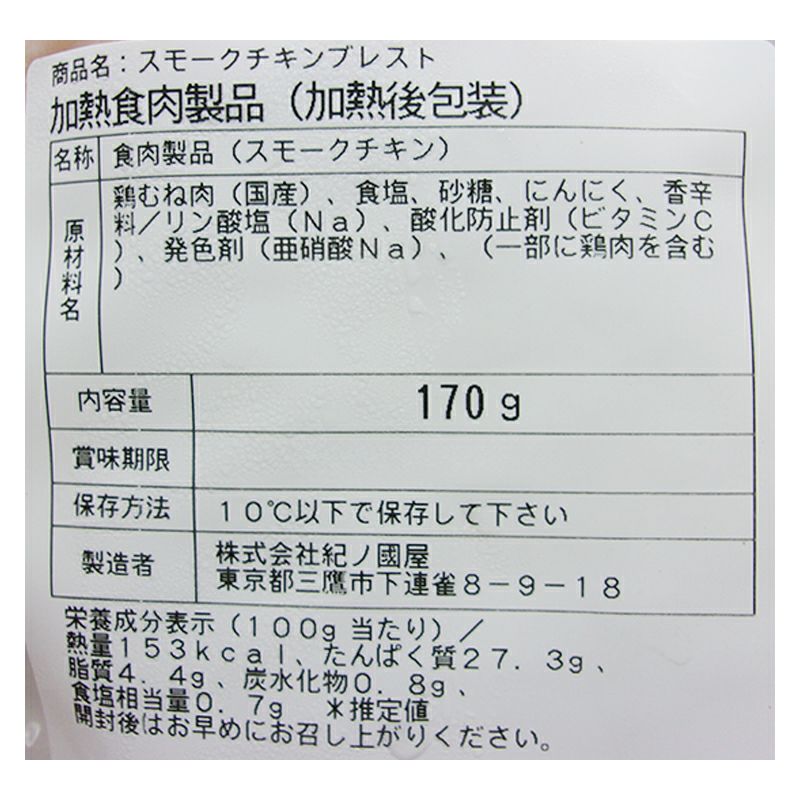 商品名：スモークチキンブレスト
加熱食肉製品（加熱後包装）
名称 食肉製品（スモークチキン）
原材料名
鶏むね肉（国産）、食塩、砂糖、にんにく、香辛
料／リン酸塩（Ｎａ）、酸化防止剤（ビタミンＣ
）、発色剤（亜硝酸Ｎａ）、（一部に鶏肉を含む
）
内容量 170g
賞味期限
保存方法 １０℃以下で保存して下さい
製造者 株式会社紀ノ國屋
東京都三鷹市下連雀８－９－１８
栄養成分表示（１００g当たり）／
熱量１５３ｋｃａｌ、たんぱく質２７．３g、
脂質４．４g、炭水化物０．８g、
食塩相当量０．７g ＊推定値
開封後はお早めにお召し上がりください。